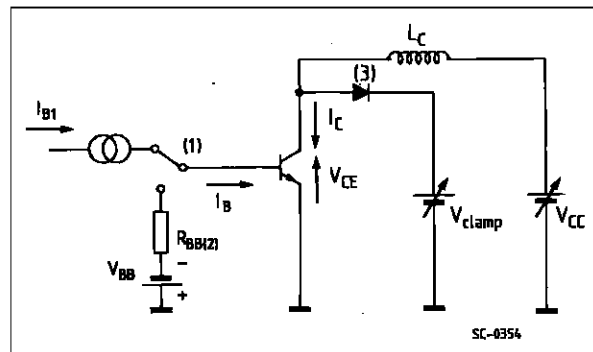 L_C
(3)
I_B1
(1)
I_C
V_CE
I_B
V_clamp
V_CC
R_BB(2)
V_BB
−
+
SC-0354